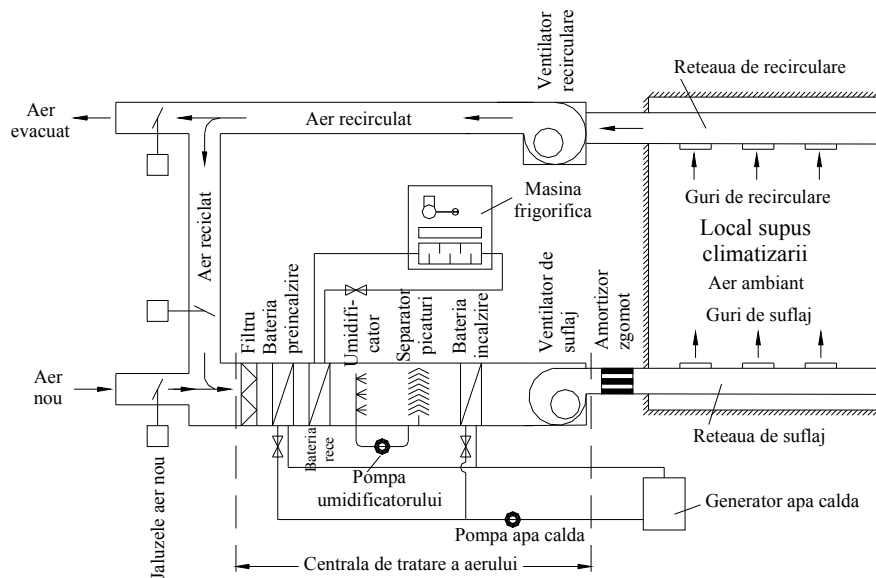 Ventilator
recirculare
Reteaua de recirculare
Aer
evacuat
Aer recirculat
Masina
frigorifica
Guri de recirculare
Local supus
climatizarii
Aer ambiant
Guri de suflaj
Aer reciclat
Filtru
Bateria
preincalzire
Umidifi-
cator
Separator
picaturi
Bateria
incalzire
Ventilator de
suflaj
Amortizor
zgomot
Aer
nou
Bateria
rece
Reteaua de suflaj
Pompa
umidificatorului
Generator apa calda
Pompa apa calda
Jaluzele aer nou
Centrala de tratare a aerului